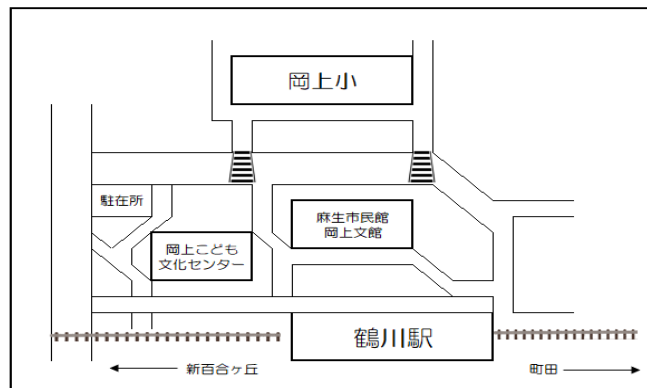 岡上小
駐在所
麻生市民館
岡上文館
岡上こども
文化センター
鶴川駅
新百合ヶ丘
町田